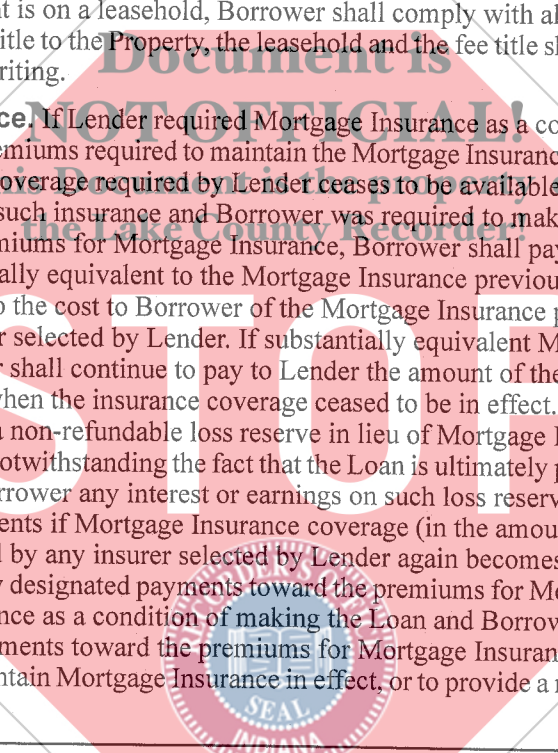 t is on a leasehold, Borrower shall comply with al
itle to the Property, the leasehold and the fee title sh
riting.
Document is
NOT OFFICIAL!
This Document is the property
the Lake County Recorder!
STOP
ce. If Lender required Mortgage Insurance as a co
emiums required to maintain the Mortgage Insuranc
overage required by Lender ceases to be available
such insurance and Borrower was required to mak
miums for Mortgage Insurance, Borrower shall pay
ally equivalent to the Mortgage Insurance previou
o the cost to Borrower of the Mortgage Insurance p
r selected by Lender. If substantially equivalent M
r shall continue to pay to Lender the amount of the
when the insurance coverage ceased to be in effect.
a non-refundable loss reserve in lieu of Mortgage I
otwithstanding the fact that the Loan is ultimately p
rrower any interest or earnings on such loss reserv
ents if Mortgage Insurance coverage (in the amou
l by any insurer selected by Lender again becomes
y designated payments toward the premiums for Mo
nce as a condition of making the Loan and Borrow
ments toward the premiums for Mortgage Insuran
ntain Mortgage Insurance in effect, or to provide a n
RECORDER'S OFFICE
SEAL
INDIANA